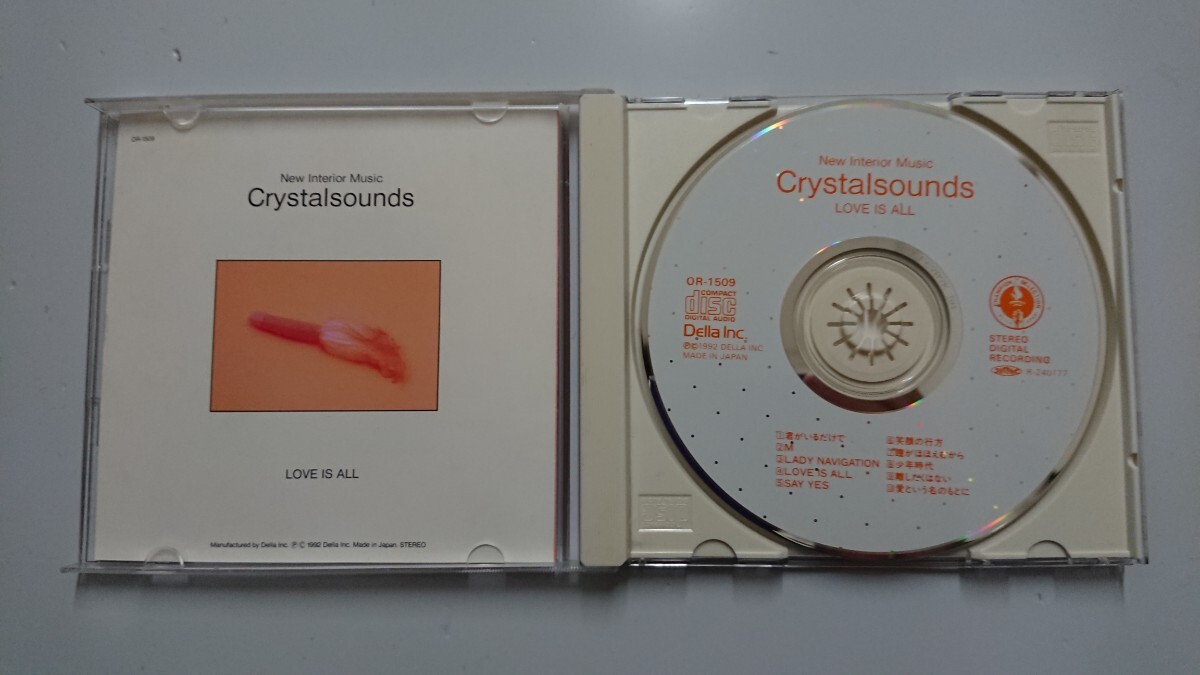 OR-1509
New Interior Music
Crystalsounds
LOVE IS ALL
Manufactured by Della Inc. ℗© 1992 Della Inc. Made in Japan. STEREO
New Interior Music
Crystalsounds
LOVE IS ALL
OR-1509
COMPACT
disc
DIGITAL AUDIO
Della Inc.
℗©1992 DELLA INC
MADE IN JAPAN
STEREO
DIGITAL
RECORDING
R-240177
1 君がいるだけで
2 M
3 LADY NAVIGATION
4 LOVE IS ALL
5 SAY YES
6 笑顔の行方
7 瞳がほほえむから
8 少年時代
9 離したくはない
10 愛という名のもとに